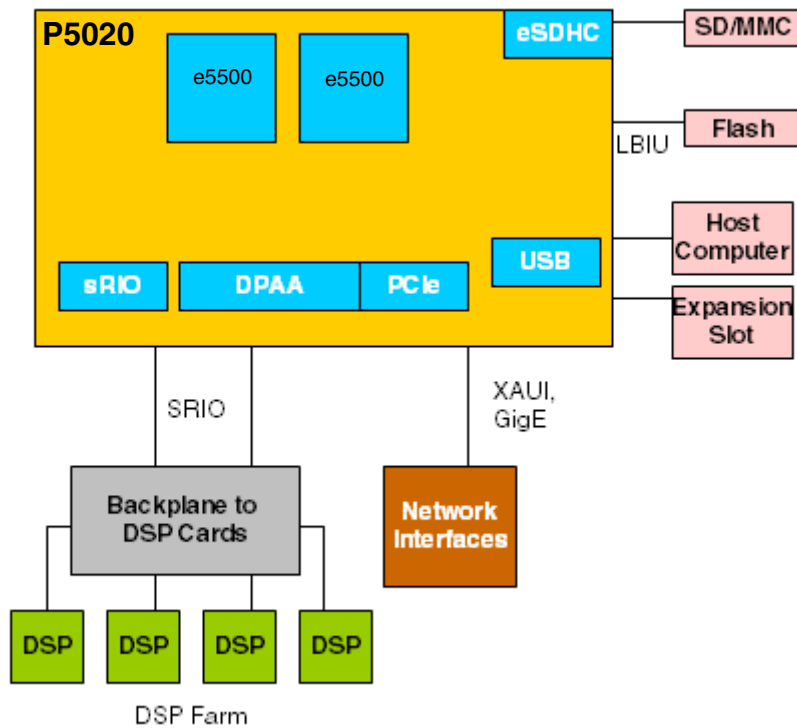 P5020
eSDHC
SD/MMC
e5500
e5500
LBIU
Flash
Host
Computer
USB
sRIO
DPAA
PCIe
Expansion
Slot
SRIO
XAUI,
GigE
Backplane to
DSP Cards
Network
Interfaces
DSP
DSP
DSP
DSP
DSP Farm